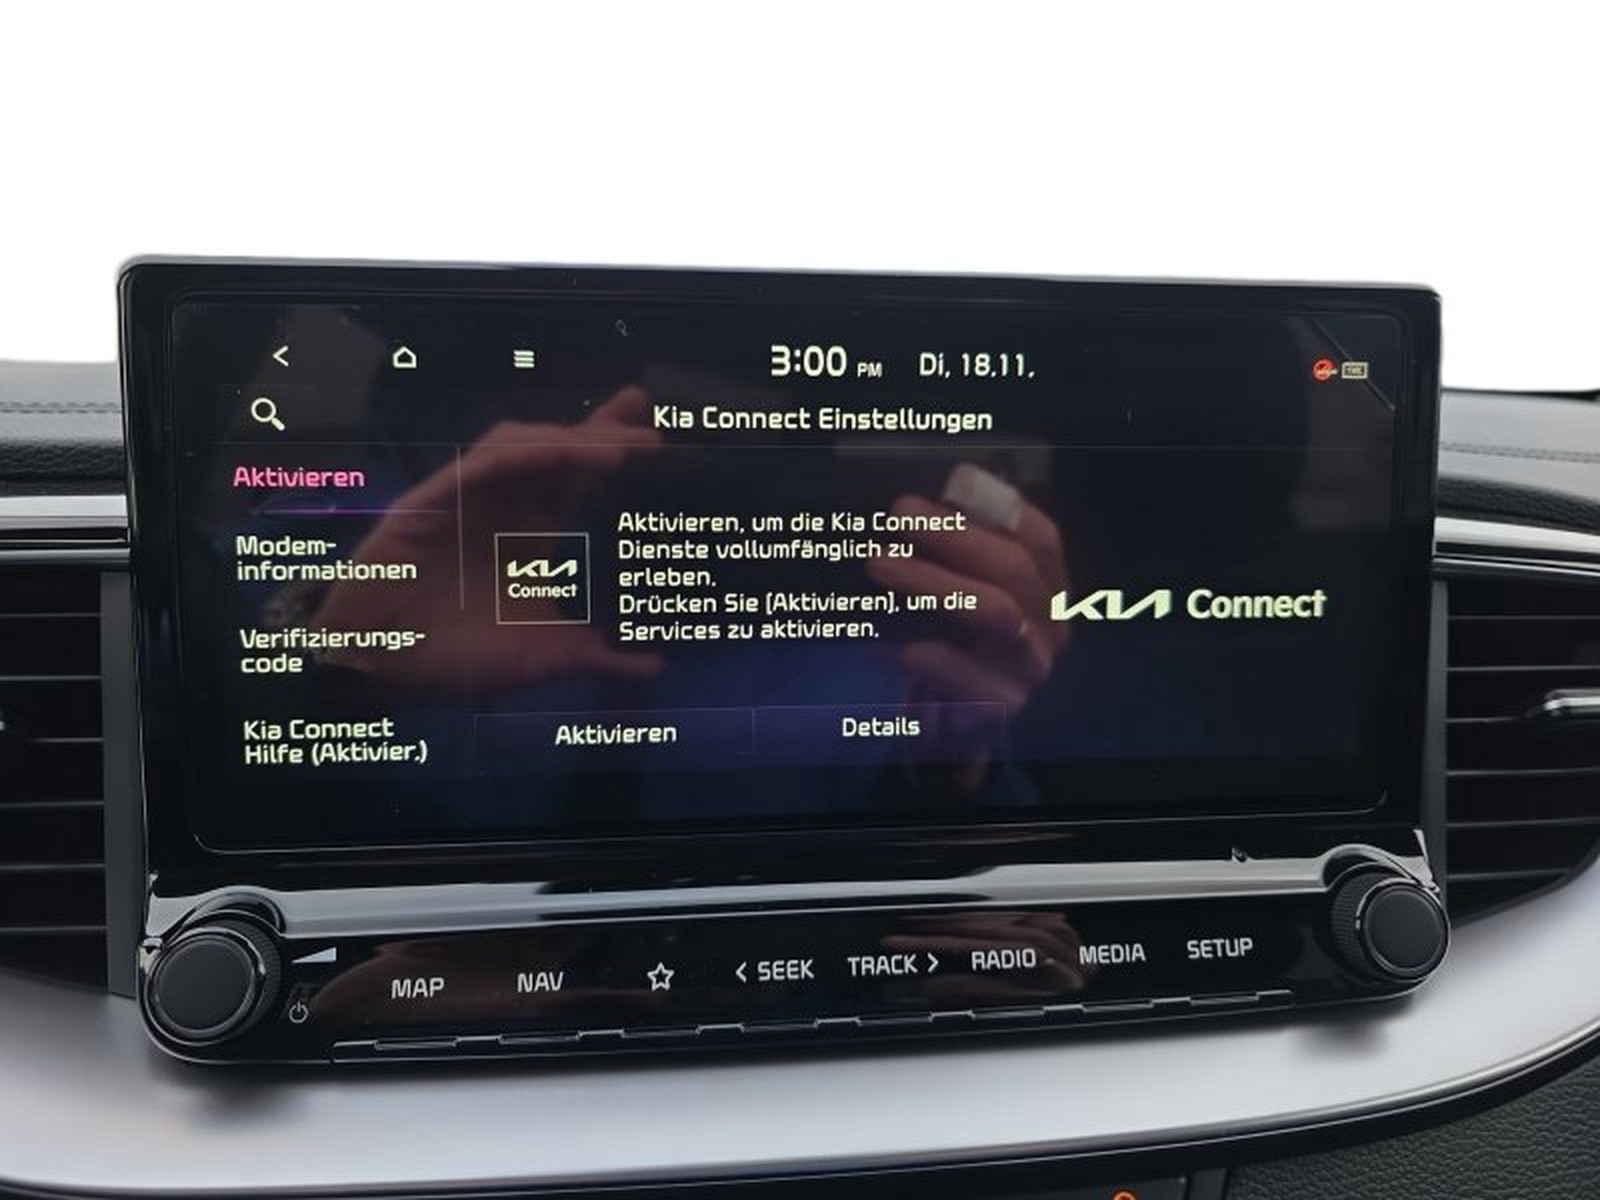 3:00 PM Di, 18.11.
Kia Connect Einstellungen
Aktivieren
Modem-
informationen
Verifizierungs-
code
Kia Connect
Hilfe (Aktivier.)
KIA
Connect
Aktivieren, um die Kia Connect
Dienste vollumfänglich zu
erleben.
Drücken Sie [Aktivieren], um die
Services zu aktivieren.
KIA Connect
Aktivieren Details
MAP NAV < SEEK TRACK > RADIO MEDIA SETUP